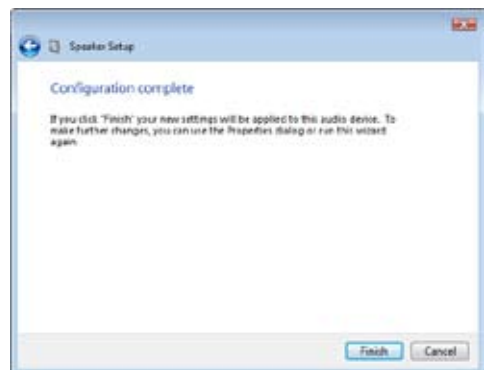 Speaker Setup
Configuration complete
If you click 'Finish' your new settings will be applied to this audio device. To
make further changes, you can use the Properties dialog or run this wizard
again.
Finish Cancel